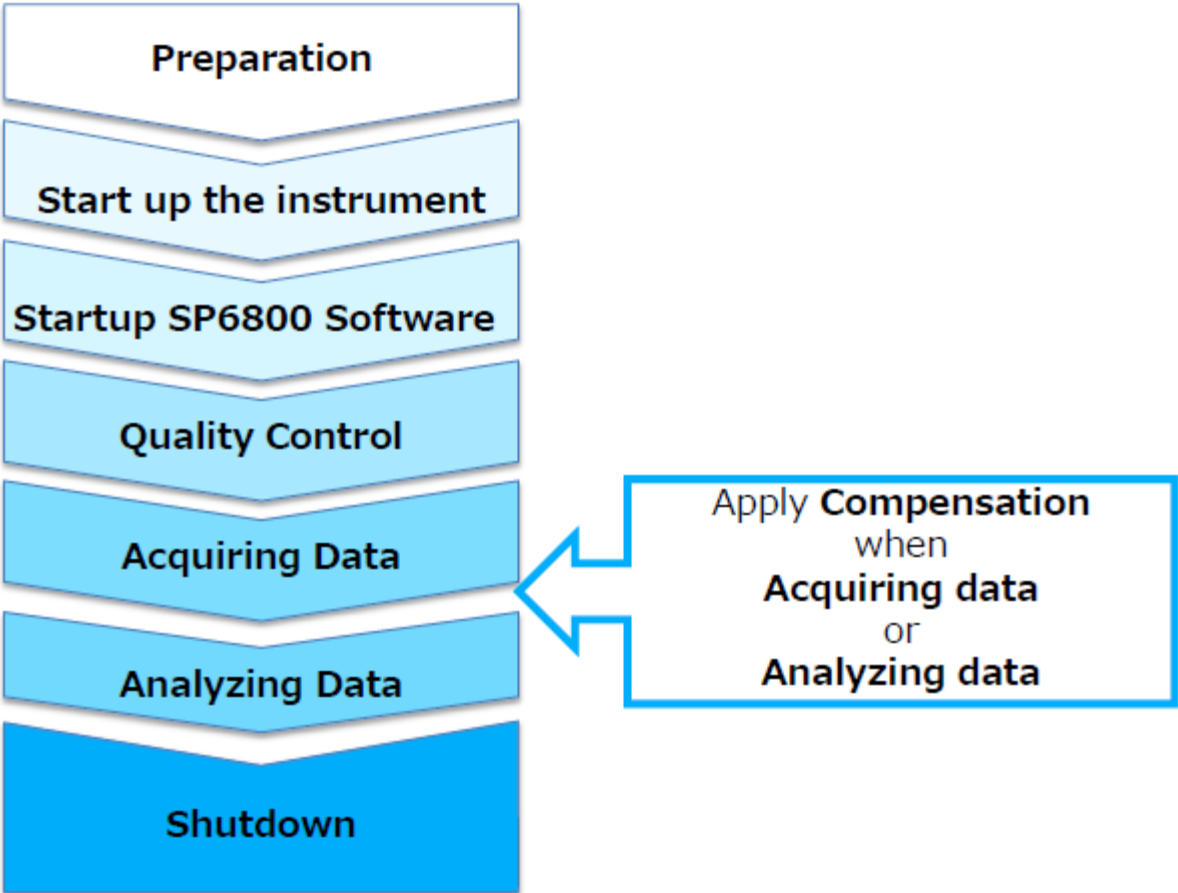 Preparation
Start up the instrument
Startup SP6800 Software
Quality Control
Acquiring Data
Analyzing Data
Shutdown
Apply Compensation
when
Acquiring data
or
Analyzing data